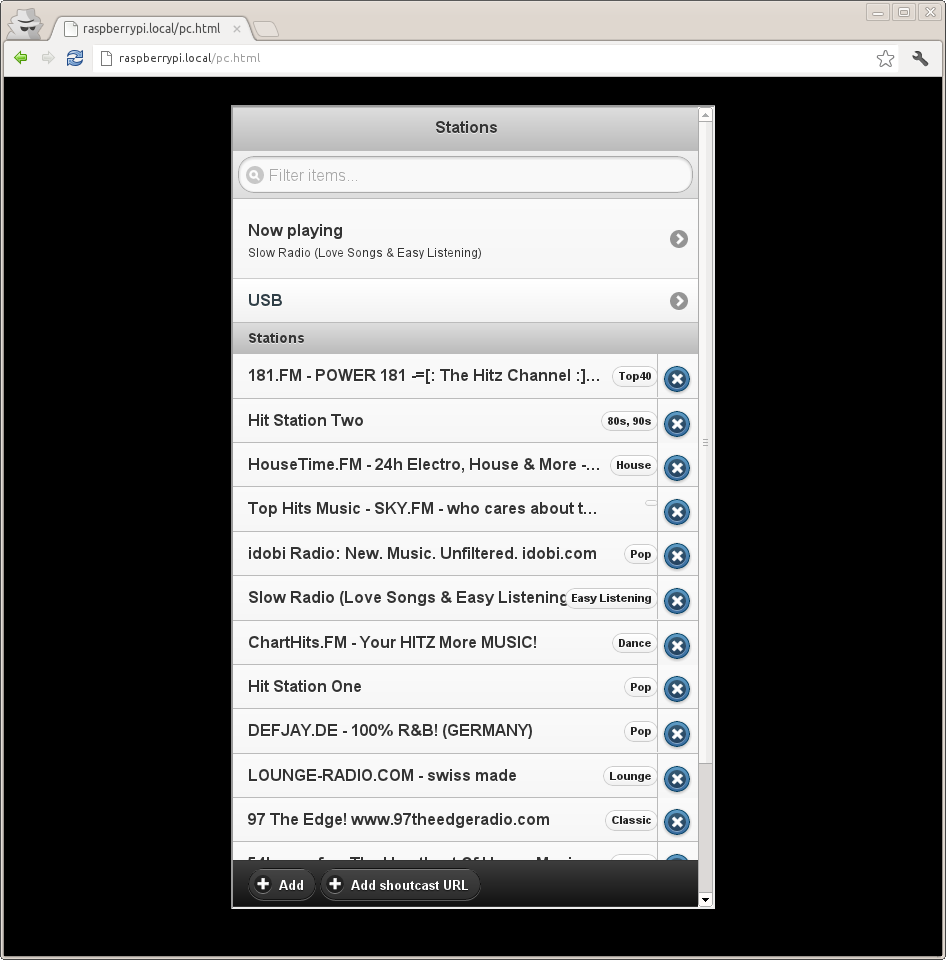 raspberrypi.local/pc.html
raspberrypi.local/pc.html
Stations
Filter items...
Now playing
Slow Radio (Love Songs & Easy Listening)
USB
Stations
181.FM - POWER 181 -=[: The Hitz Channel :]... Top40
Hit Station Two 80s, 90s
HouseTime.FM - 24h Electro, House & More -... House
Top Hits Music - SKY.FM - who cares about t...
idobi Radio: New. Music. Unfiltered. idobi.com Pop
Slow Radio (Love Songs & Easy Listening Easy Listening
ChartHits.FM - Your HITZ More MUSIC! Dance
Hit Station One Pop
DEFJAY.DE - 100% R&B! (GERMANY) Pop
LOUNGE-RADIO.COM - swiss made Lounge
97 The Edge! www.97theedgeradio.com Classic
Add Add shoutcast URL